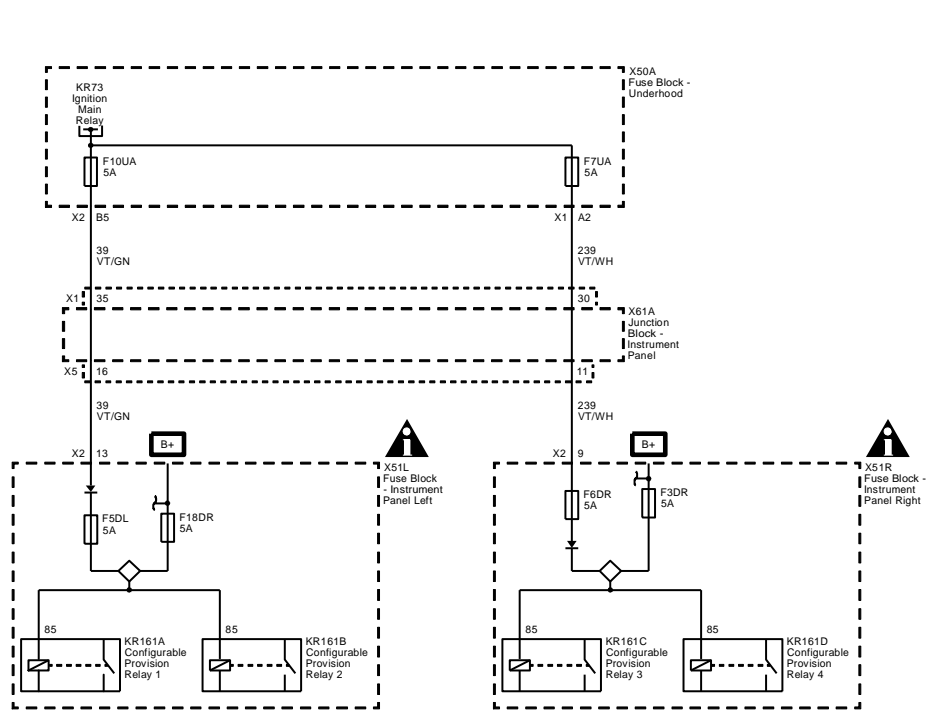 X50A
Fuse Block -
Underhood
KR73
Ignition
Main
Relay
F10UA
5A
F7UA
5A
X2 B5
X1 A2
39
VT/GN
239
VT/WH
X1 35
30
X61A
Junction
Block -
Instrument
Panel
X5 16
11
39
VT/GN
239
VT/WH
B+
B+
X2 13
X2 9
X51L
Fuse Block
- Instrument
Panel Left
X51R
Fuse Block -
Instrument
Panel Right
F5DL
5A
F18DR
5A
F6DR
5A
F3DR
5A
85
85
85
85
KR161A
Configurable
Provision
Relay 1
KR161B
Configurable
Provision
Relay 2
KR161C
Configurable
Provision
Relay 3
KR161D
Configurable
Provision
Relay 4